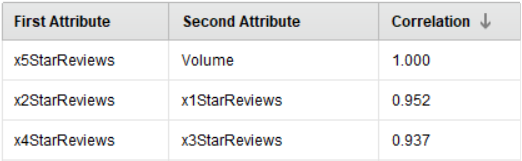 First Attribute Second Attribute Correlation ↓
x5StarReviews Volume 1.000
x2StarReviews x1StarReviews 0.952
x4StarReviews x3StarReviews 0.937